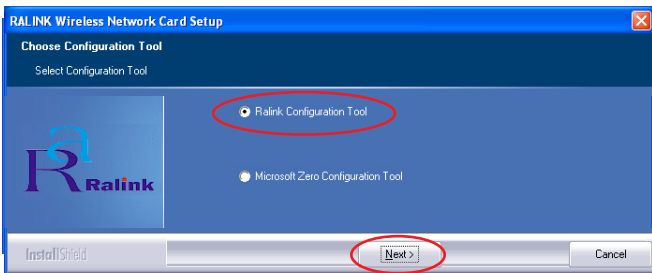 RALINK Wireless Network Card Setup
Choose Configuration Tool
Select Configuration Tool
Ralink Configuration Tool
Ralink
Microsoft Zero Configuration Tool
InstallShield
Next >
Cancel